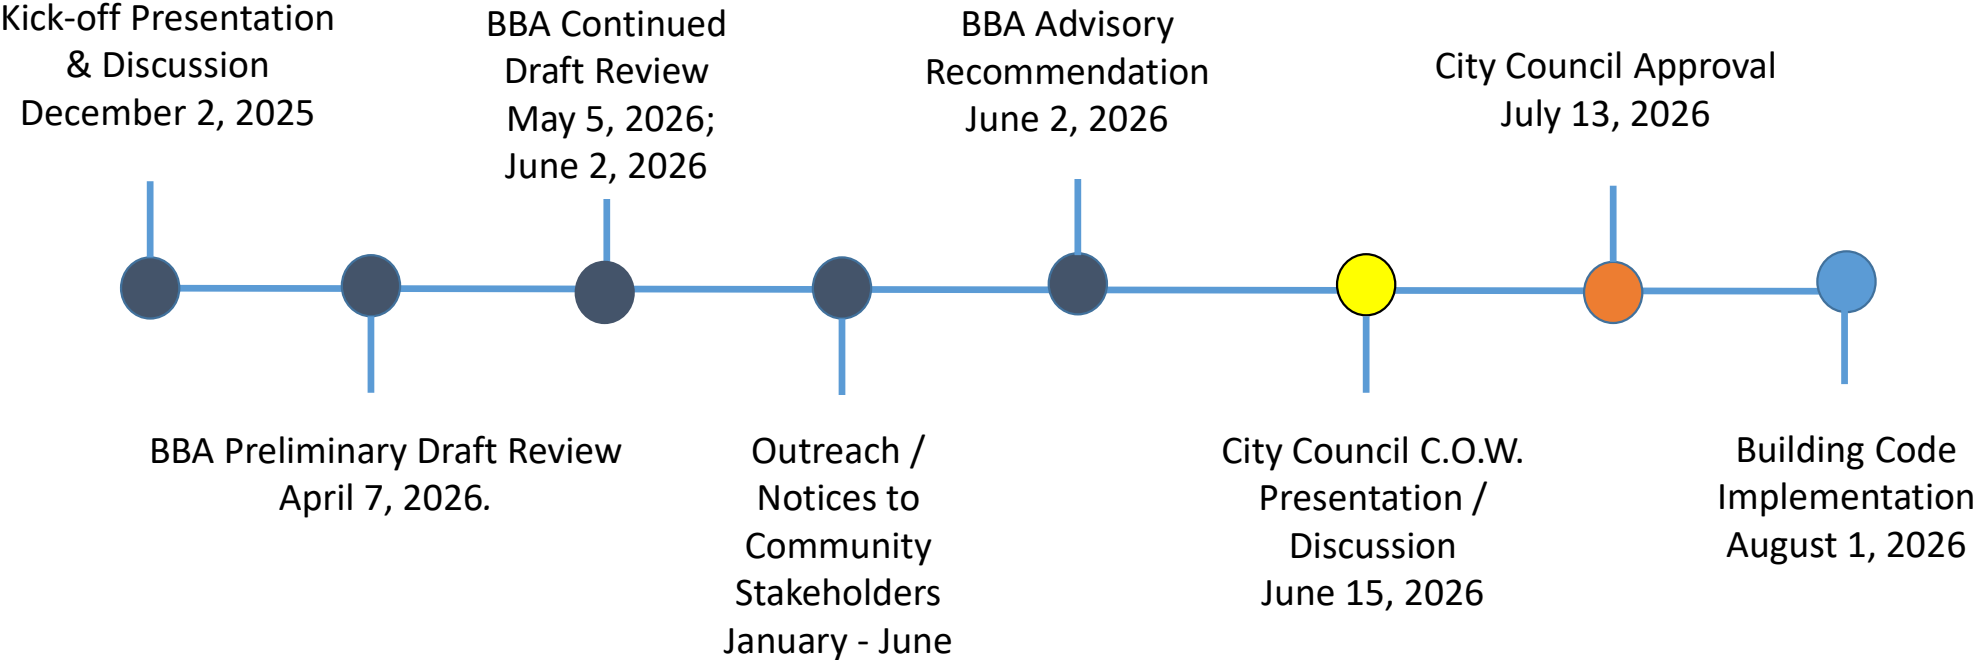 Kick-off Presentation
& Discussion
December 2, 2025
BBA Preliminary Draft Review
April 7, 2026.
BBA Continued
Draft Review
May 5, 2026;
June 2, 2026
Outreach /
Notices to
Community
Stakeholders
January - June
BBA Advisory
Recommendation
June 2, 2026
City Council C.O.W.
Presentation /
Discussion
June 15, 2026
City Council Approval
July 13, 2026
Building Code
Implementation
August 1, 2026